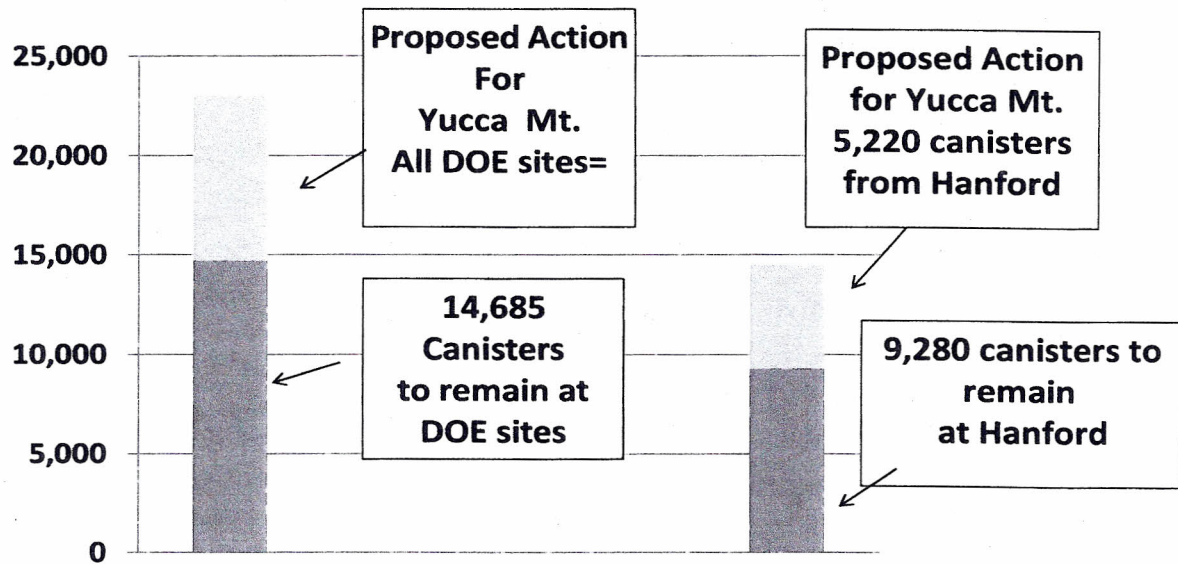 25,000
20,000
15,000
10,000
5,000
0
Proposed Action
For
Yucca Mt.
All DOE sites=
14,685
Canisters
to remain at
DOE sites
Proposed Action
for Yucca Mt.
5,220 canisters
from Hanford
9,280 canisters to
remain
at Hanford